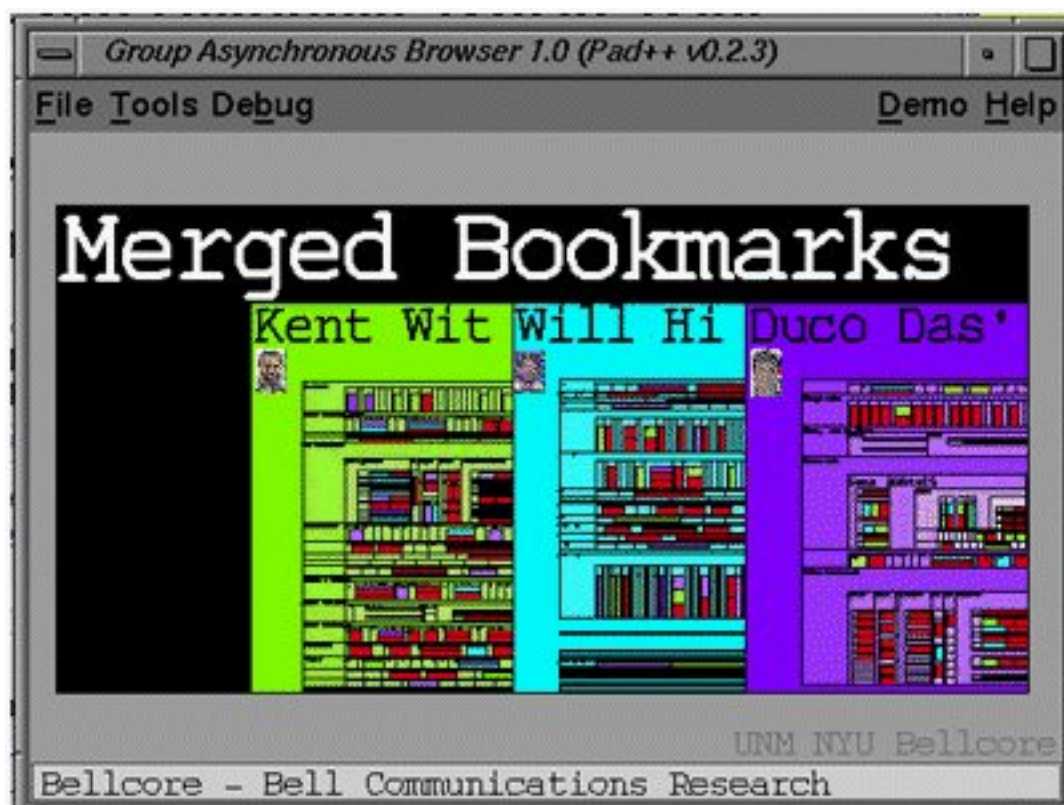 Group Asynchronous Browser 1.0 (Pad++ v0.2.3)
File Tools Debug Demo Help
Merged Bookmarks
Kent Wit Will Hi Duco Das'
UNM NYU Bellcore
Bellcore - Bell Communications Research